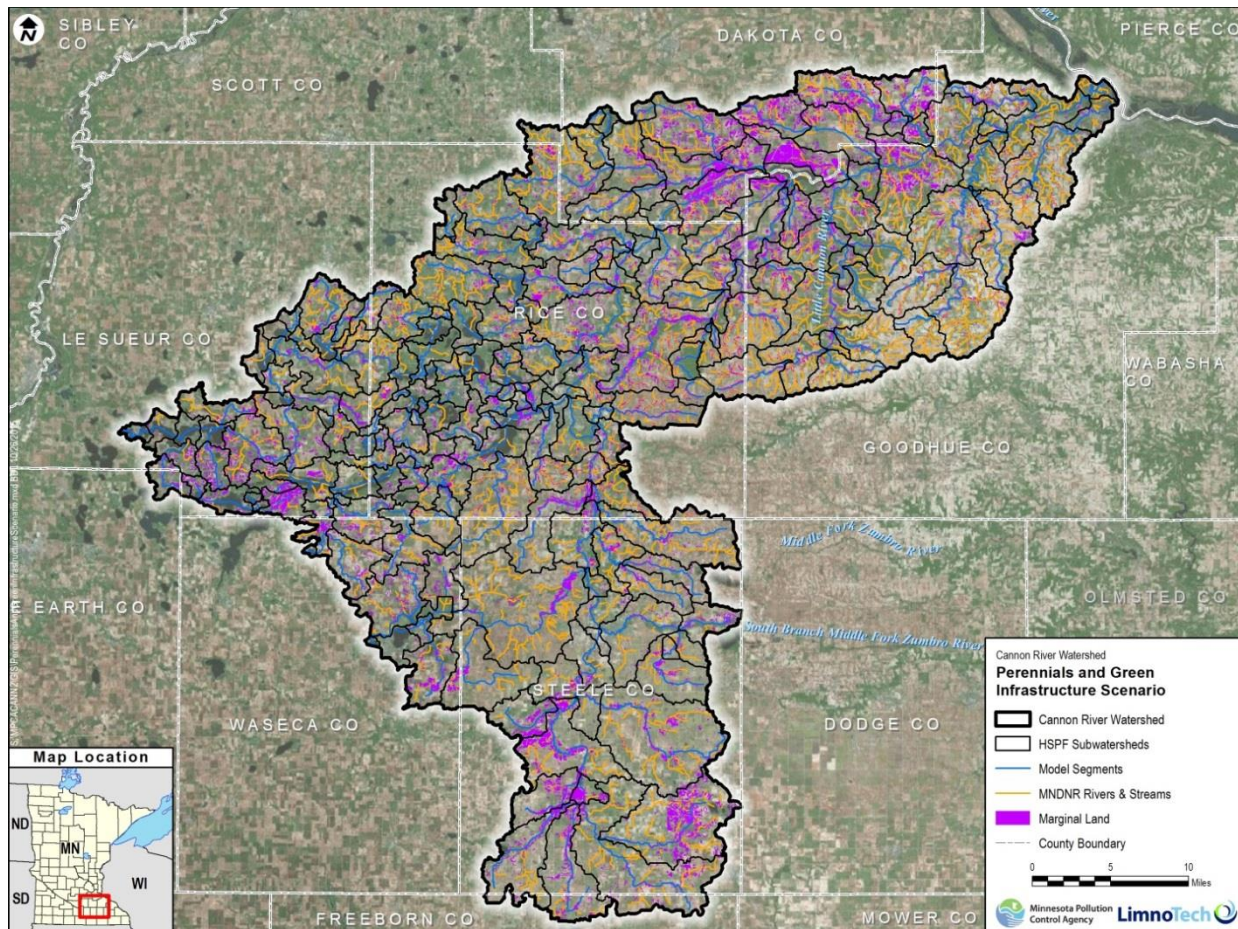 N
SIBLEY
CO
SCOTT CO
DAKOTA CO
River
PIERCE CO
LE SUEUR CO
RICE CO
Little Cannon River
WABASHA
CO
GOODHUE CO
Middle Fork Zumbro River
EARTH CO
OLMSTED CO
South Branch Middle Fork Zumbro River
STEELE CO
WASECA CO
DODGE CO
FREEBORN CO
MOWER CO
Map Location
ND
MN
SD
WI
Cannon River Watershed
Perennials and Green
Infrastructure Scenario
Cannon River Watershed
HSPF Subwatersheds
Model Segments
MNDNR Rivers & Streams
Marginal Land
County Boundary
0 5 10
Miles
Minnesota Pollution
Control Agency
LimnoTech